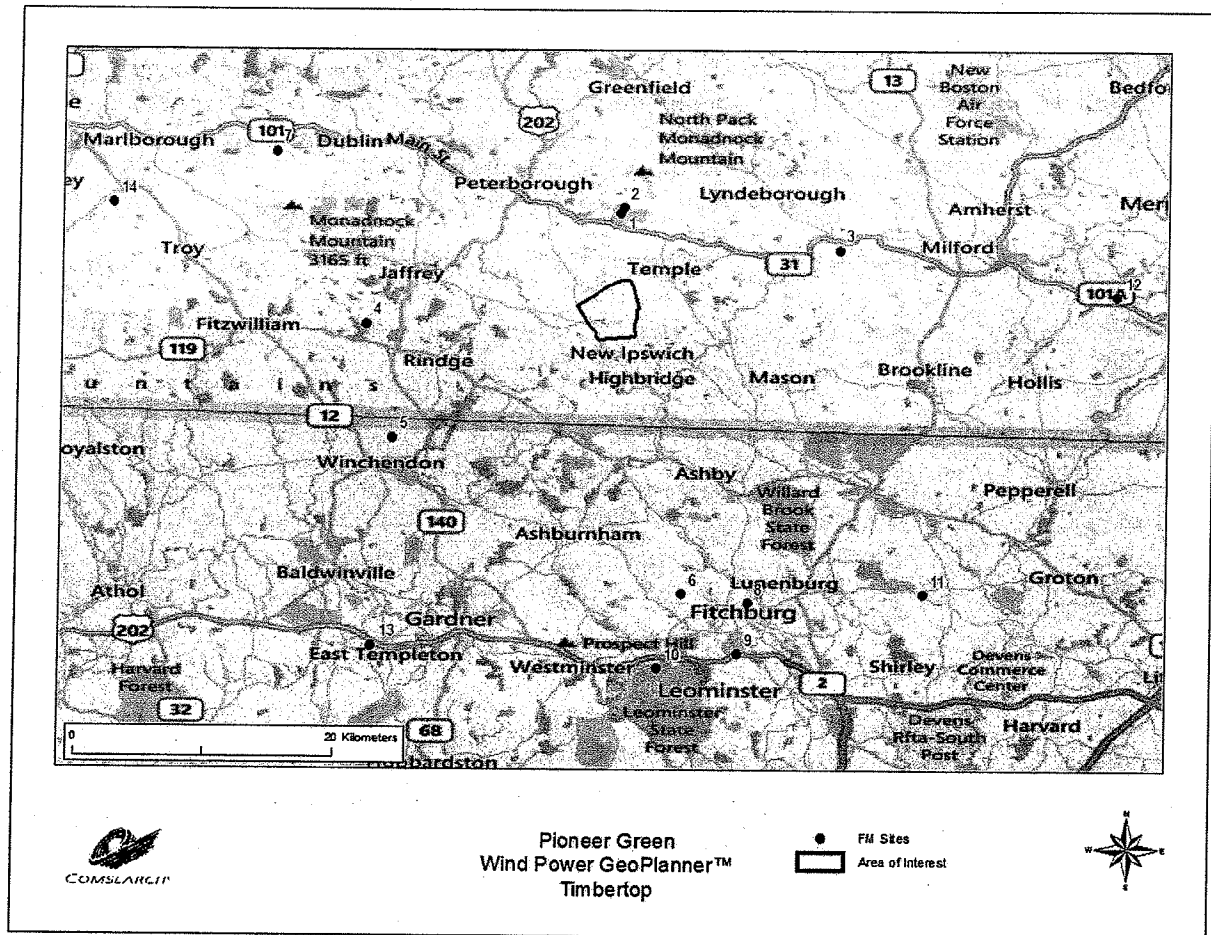 Greenfield
13
New
Boston
Air
Force
Station
Bedfo
e
101
7
202
North Pack
Monadnock
Mountain
Marlborough
Dublin
Main St
ey
14
Peterborough
2
Lyndeborough
1
Amherst
Meri
Monadnock
Mountain
3165 ft
Troy
3
Milford
Jaffrey
Temple
31
101A
12
4
Fitzwilliam
119
Rindge
New Ipswich
Highbridge
Mason
Brookline
Hollis
u n t a i n s
12
5
oyalston
Winchendon
Ashby
Pepperell
Willard
Brook
State
Forest
140
Ashburnham
Baldwinville
Athol
6
Lunenburg
8
Fitchburg
11
Groton
202
Gardner
13
East Templeton
Prospect Hill
9
Westminster
10
Harvard
Forest
32
Leominster
Leominster
State
Forest
2
Shirley
Devens
Commerce
Center
Li
68
Devens
Rfta-South
Post
Harvard
Hubbardston
0
20 Kilometers
COMSEARCH
Pioneer Green
Wind Power GeoPlanner™
Timbertop
FM Sites
Area of Interest
N
W
E
S